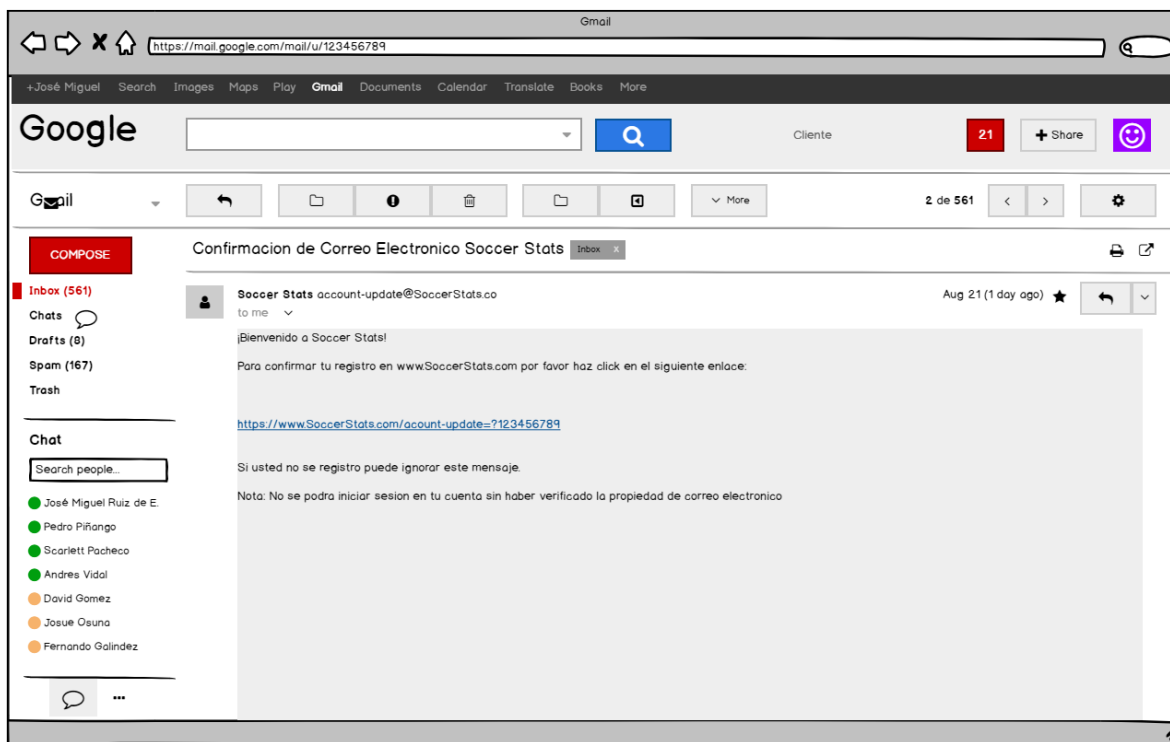 Gmail
https://mail.google.com/mail/u/123456789
+José Miguel Search Images Maps Play Gmail Documents Calendar Translate Books More
Google
Cliente
21
+ Share
Gmail
More
2 de 561
COMPOSE
Confirmacion de Correo Electronico Soccer Stats Inbox x
Inbox (561)
Chats
Drafts (8)
Spam (167)
Trash
Soccer Stats account-update@SoccerStats.co
Aug 21 (1 day ago)
to me
¡Bienvenido a Soccer Stats!
Para confirmar tu registro en www.SoccerStats.com por favor haz click en el siguiente enlace:
https://www.SoccerStats.com/acount-update=?123456789
Si usted no se registro puede ignorar este mensaje.
Nota: No se podra iniciar sesion en tu cuenta sin haber verificado la propiedad de correo electronico
Chat
Search people...
José Miguel Ruiz de E.
Pedro Piñango
Scarlett Pacheco
Andres Vidal
David Gomez
Josue Osuna
Fernando Galindez